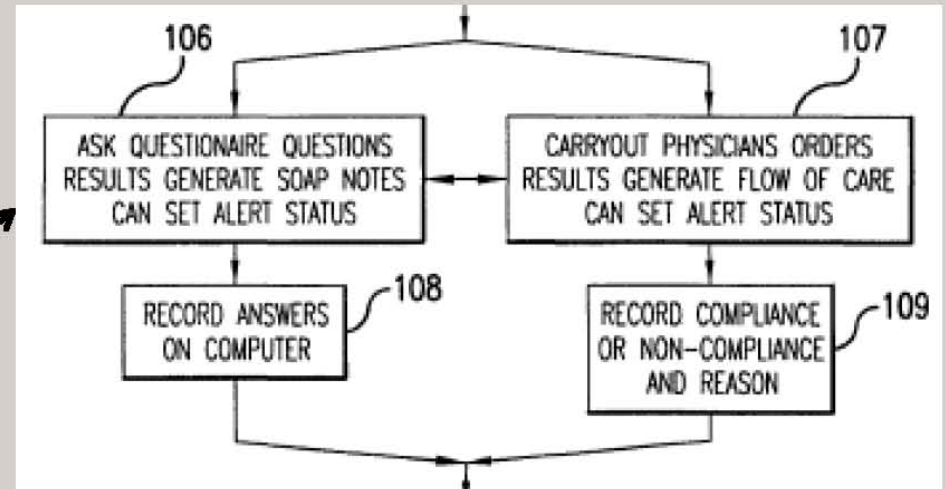 106
107
ASK QUESTIONAIRE QUESTIONS
RESULTS GENERATE SOAP NOTES
CAN SET ALERT STATUS
CARRYOUT PHYSICIANS ORDERS
RESULTS GENERATE FLOW OF CARE
CAN SET ALERT STATUS
108
RECORD ANSWERS
ON COMPUTER
109
RECORD COMPLIANCE
OR NON-COMPLIANCE
AND REASON